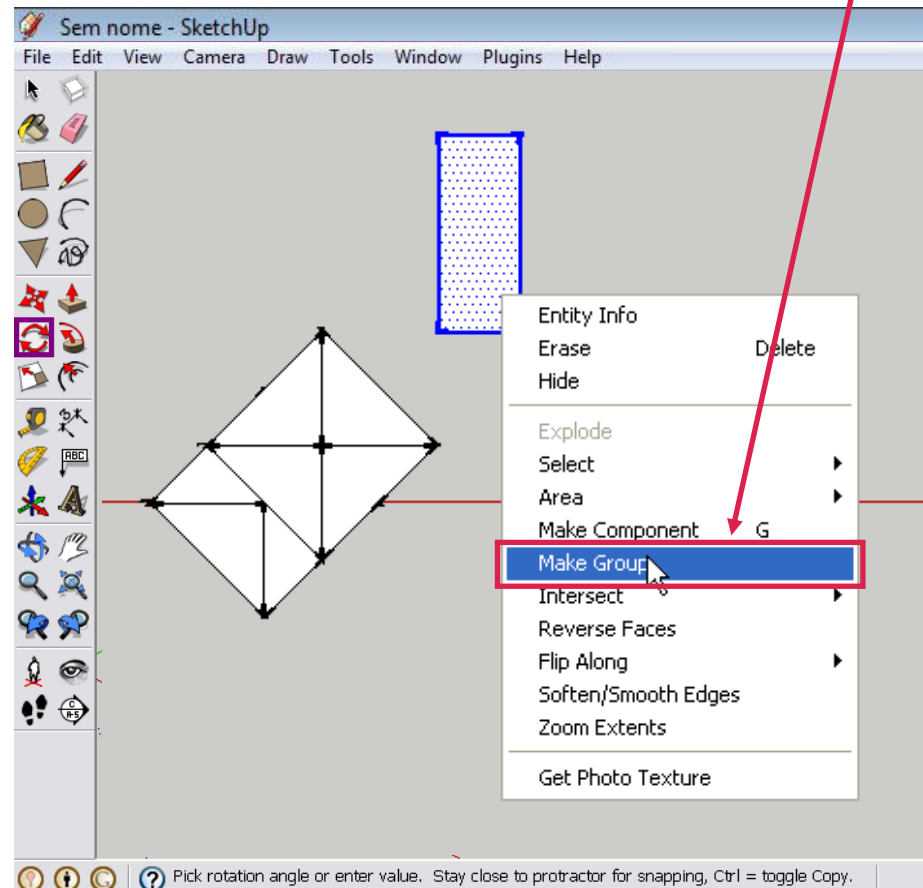 Sem nome - SketchUp
File Edit View Camera Draw Tools Window Plugins Help
Entity Info
Erase Delete
Hide
Explode
Select
Area
Make Component G
Make Group
Intersect
Reverse Faces
Flip Along
Soften/Smooth Edges
Zoom Extents
Get Photo Texture
ABC
Pick rotation angle or enter value. Stay close to protractor for snapping, Ctrl = toggle Copy.